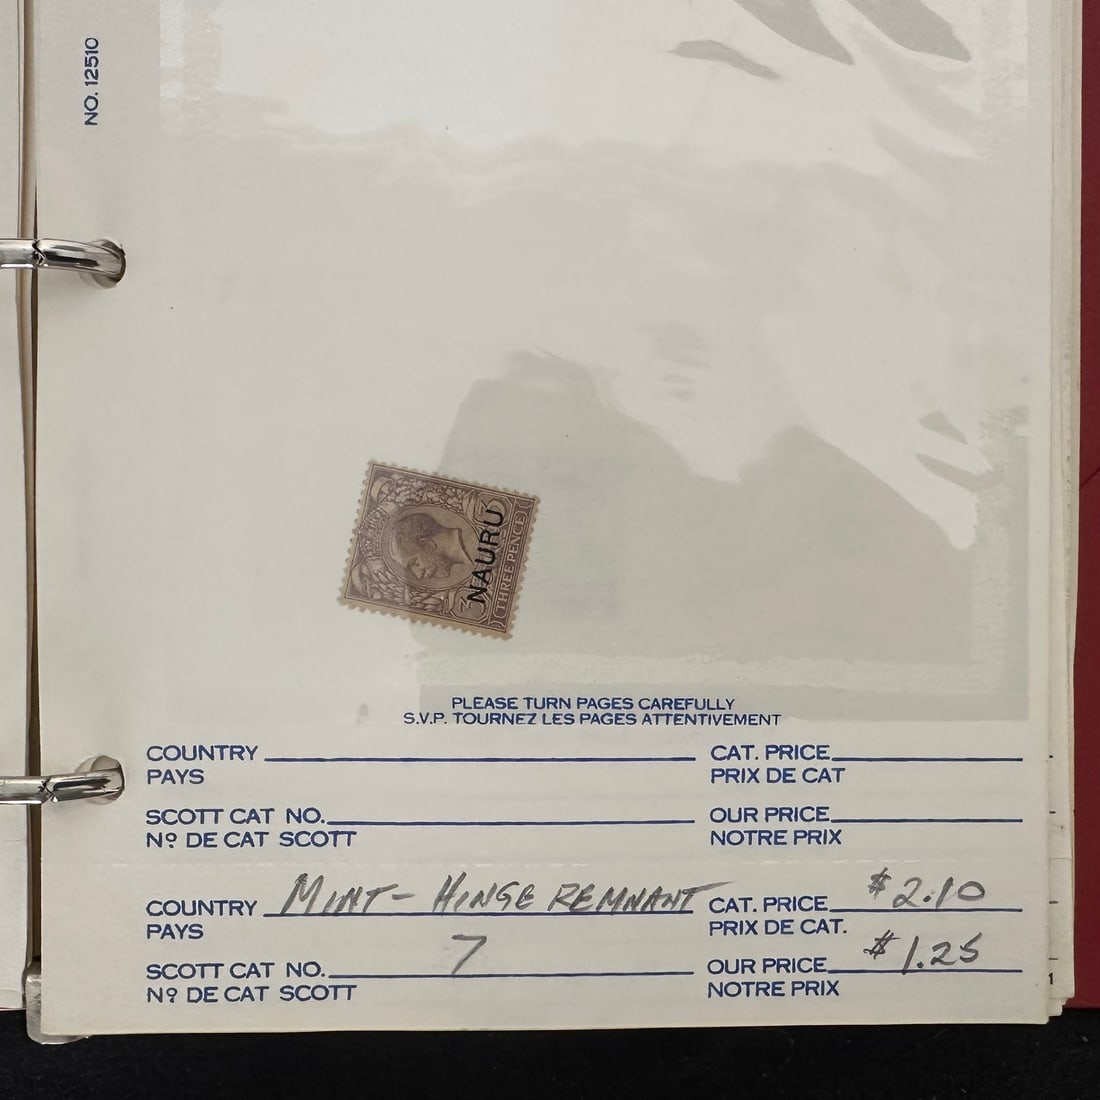 NO. 12510
3 3
NAURU
THREE PENCE
PLEASE TURN PAGES CAREFULLY
S.V.P. TOURNEZ LES PAGES ATTENTIVEMENT
COUNTRY CAT. PRICE
PAYS PRIX DE CAT
SCOTT CAT NO. OUR PRICE
Nº DE CAT SCOTT NOTRE PRIX
COUNTRY MINT - HINGE REMNANT CAT. PRICE $2.10
PAYS PRIX DE CAT.
SCOTT CAT NO. 7 OUR PRICE $1.25
Nº DE CAT SCOTT NOTRE PRIX
1